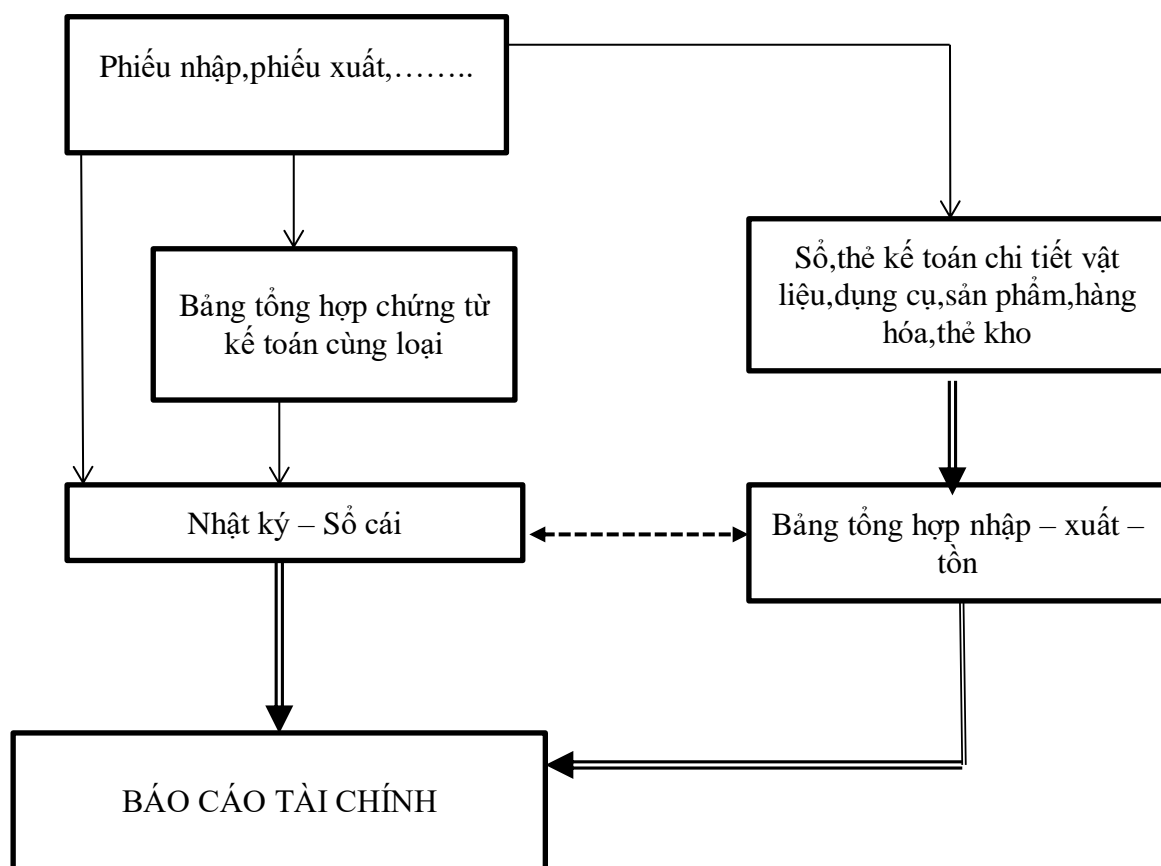 Phiếu nhập,phiếu xuất,……..
Sổ,thẻ kế toán chi tiết vật
liệu,dụng cụ,sản phẩm,hàng
hóa,thẻ kho
Bảng tổng hợp chứng từ
kế toán cùng loại
Nhật ký – Sổ cái
Bảng tổng hợp nhập – xuất –
tồn
BÁO CÁO TÀI CHÍNH